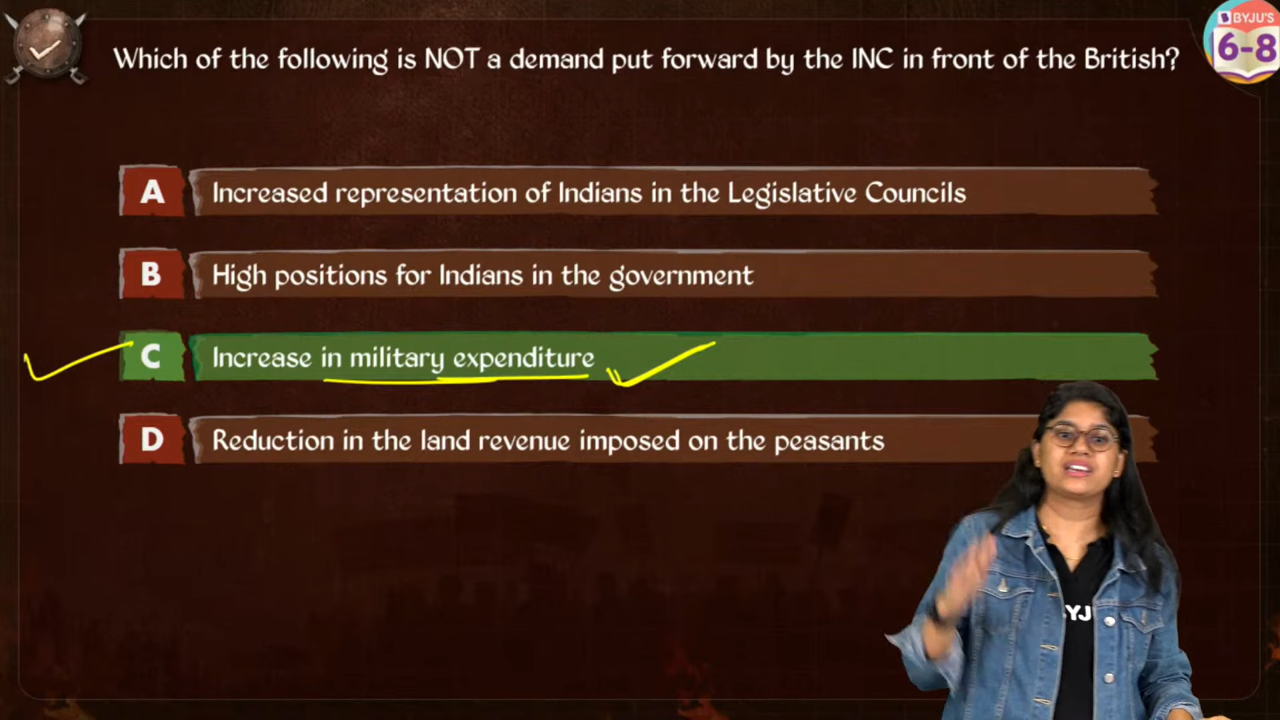 BYJU'S
6-8
Which of the following is NOT a demand put forward by the INC in front of the British?
A
Increased representation of Indians in the Legislative Councils
B
High positions for Indians in the government
C
Increase in military expenditure
D
Reduction in the land revenue imposed on the peasants